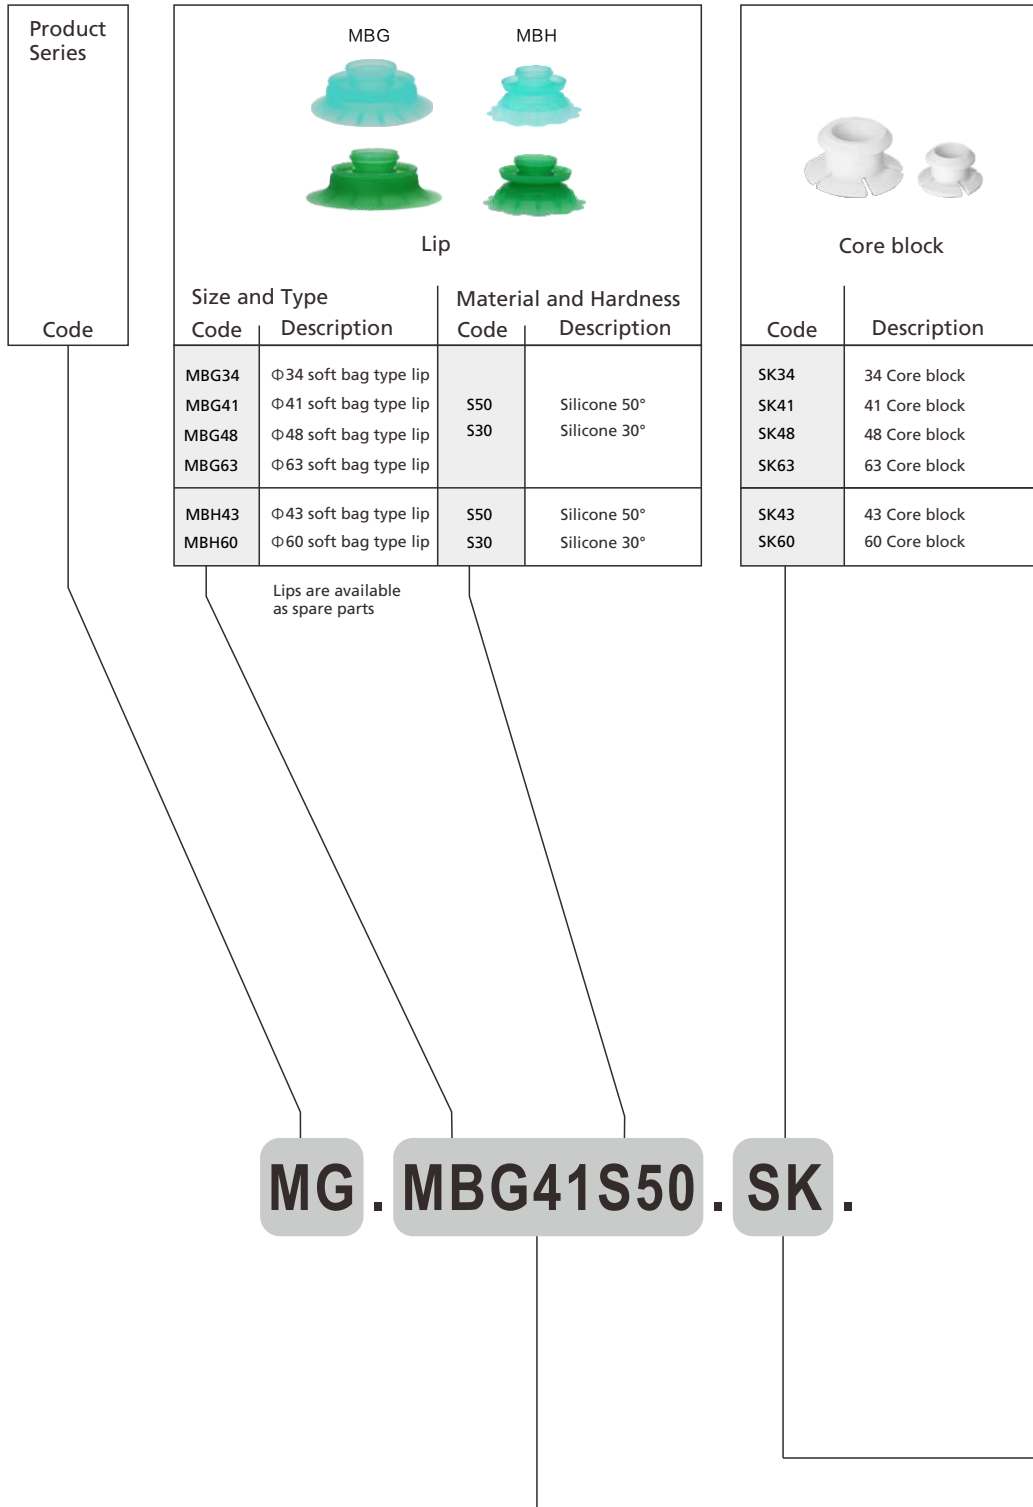 Product
Series
Code
MBG MBH
Lip
Size and Type Material and Hardness
Code Description Code Description
MBG34 Φ34 soft bag type lip
MBG41 Φ41 soft bag type lip S50 Silicone 50°
MBG48 Φ48 soft bag type lip S30 Silicone 30°
MBG63 Φ63 soft bag type lip
MBH43 Φ43 soft bag type lip S50 Silicone 50°
MBH60 Φ60 soft bag type lip S30 Silicone 30°
Lips are available
as spare parts
Core block
Code Description
SK34 34 Core block
SK41 41 Core block
SK48 48 Core block
SK63 63 Core block
SK43 43 Core block
SK60 60 Core block
MG . MBG41S50 . SK .